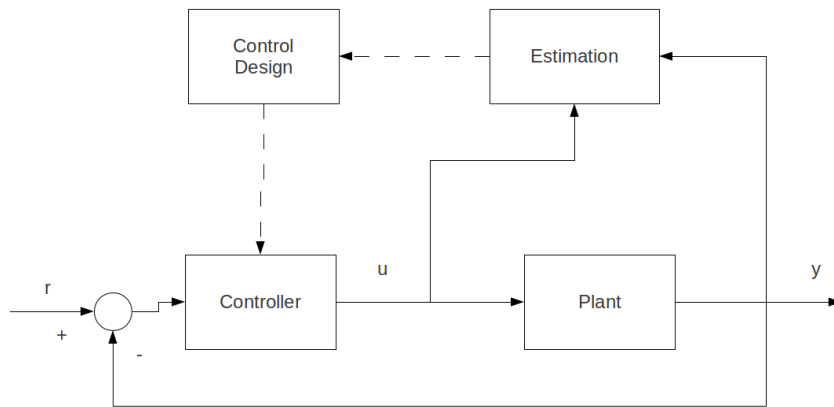 Control
Design
Estimation
u
y
r
Controller
Plant
+
-